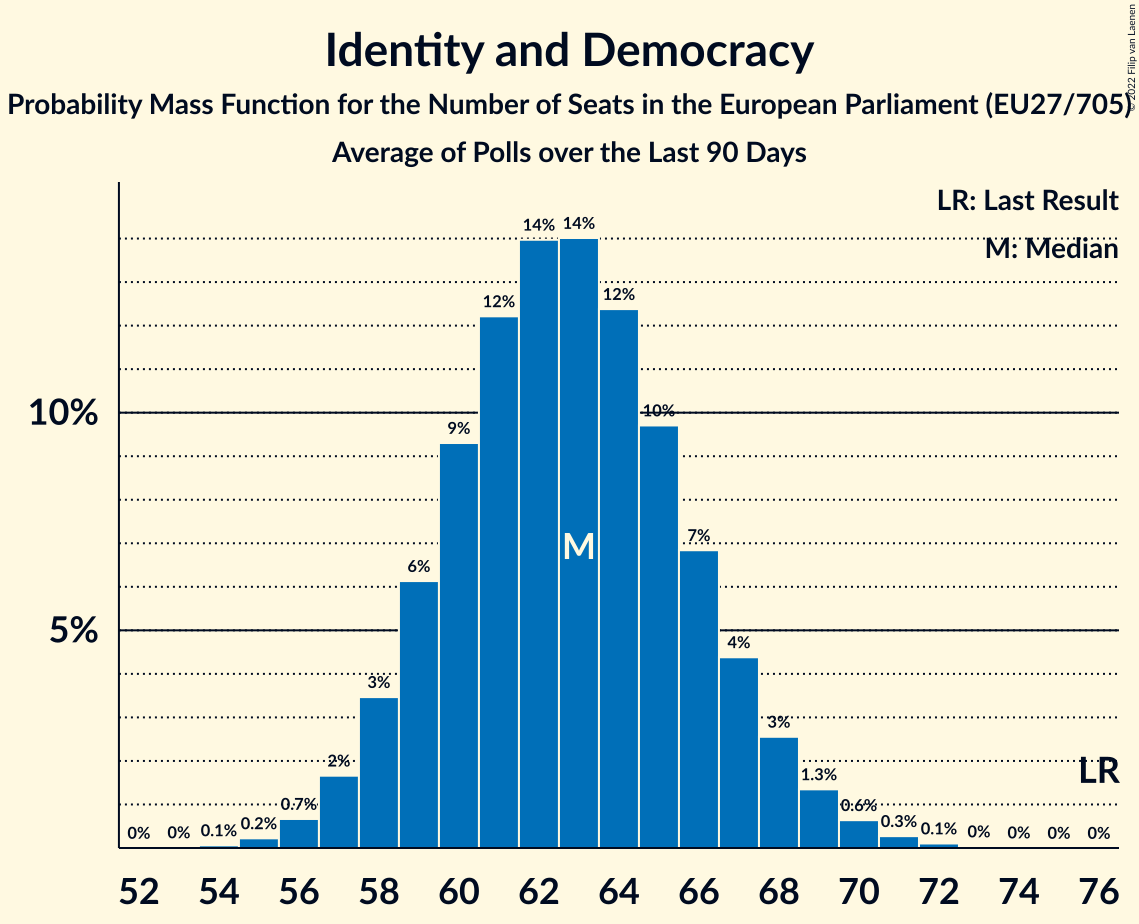 Identity and Democracy
Probability Mass Function for the Number of Seats in the European Parliament (EU27/705)
Average of Polls over the Last 90 Days
© 2022 Filip van Laenen
LR: Last Result
M: Median
14% 14%
12% 12%
10%
10%
9%
M
7%
6%
5%
4%
3%
3%
2%
LR
1.3%
0.7% 0.6%
0% 0% 0.1% 0.2% 0.3% 0.1% 0% 0% 0% 0%
52 54 56 58 60 62 64 66 68 70 72 74 76